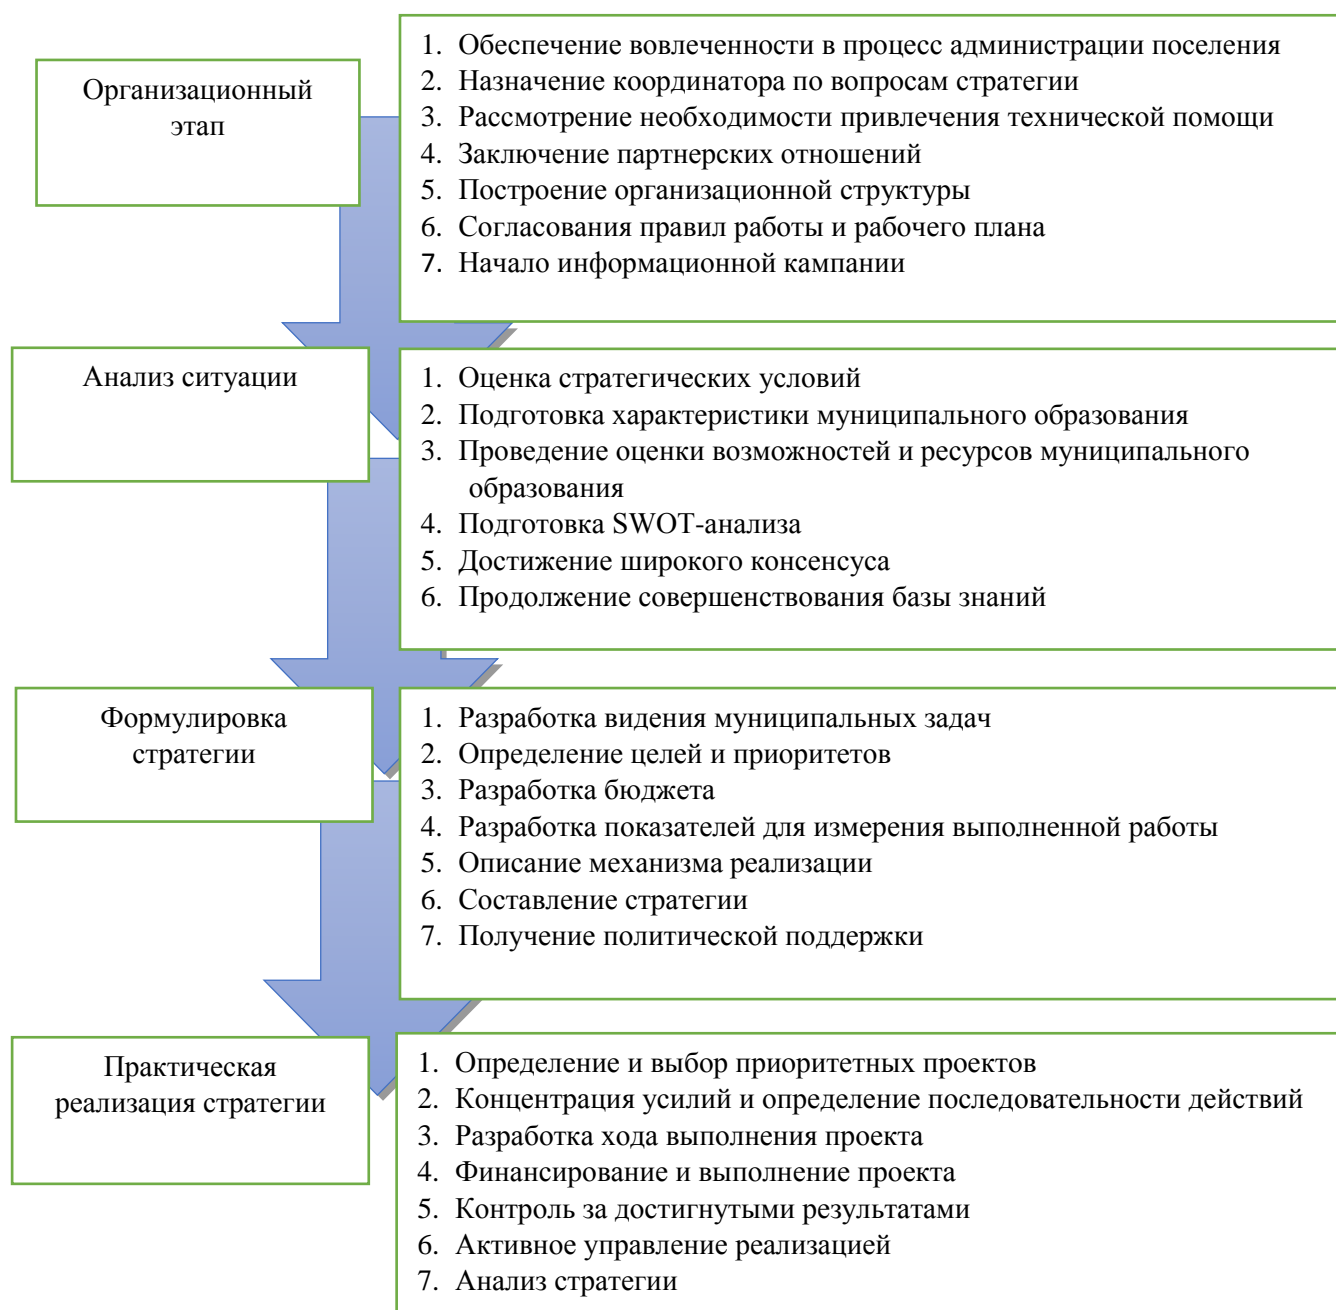 Организационный
этап
1. Обеспечение вовлеченности в процесс администрации поселения
2. Назначение координатора по вопросам стратегии
3. Рассмотрение необходимости привлечения технической помощи
4. Заключение партнерских отношений
5. Построение организационной структуры
6. Согласования правил работы и рабочего плана
7. Начало информационной кампании
Анализ ситуации
1. Оценка стратегических условий
2. Подготовка характеристики муниципального образования
3. Проведение оценки возможностей и ресурсов муниципального
образования
4. Подготовка SWOT-анализа
5. Достижение широкого консенсуса
6. Продолжение совершенствования базы знаний
Формулировка
стратегии
1. Разработка видения муниципальных задач
2. Определение целей и приоритетов
3. Разработка бюджета
4. Разработка показателей для измерения выполненной работы
5. Описание механизма реализации
6. Составление стратегии
7. Получение политической поддержки
Практическая
реализация стратегии
1. Определение и выбор приоритетных проектов
2. Концентрация усилий и определение последовательности действий
3. Разработка хода выполнения проекта
4. Финансирование и выполнение проекта
5. Контроль за достигнутыми результатами
6. Активное управление реализацией
7. Анализ стратегии